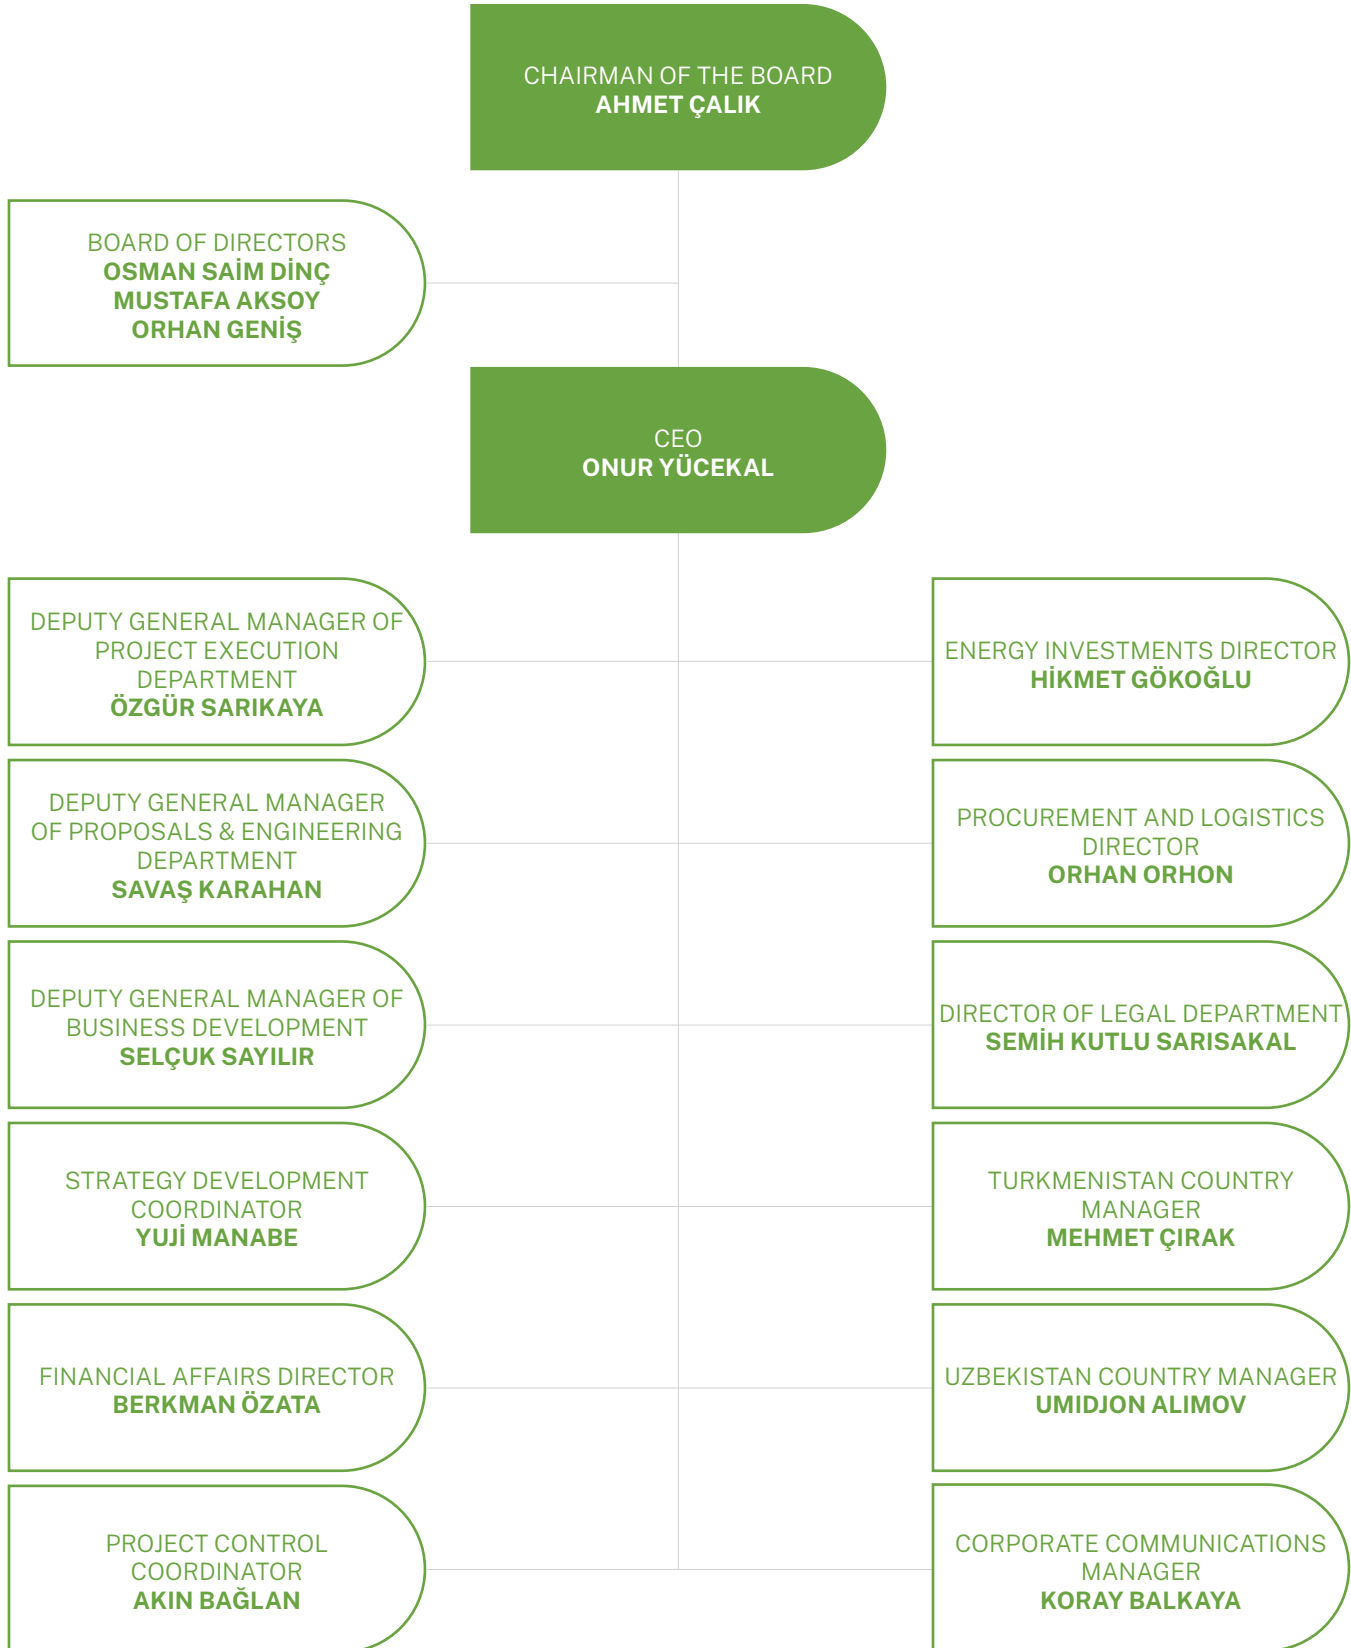 CHAIRMAN OF THE BOARD
AHMET ÇALIK
BOARD OF DIRECTORS
OSMAN SAİM DİNÇ
MUSTAFA AKSOY
ORHAN GENİŞ
CEO
ONUR YÜCEKAL
DEPUTY GENERAL MANAGER OF
PROJECT EXECUTION
DEPARTMENT
ÖZGÜR SARIKAYA
ENERGY INVESTMENTS DIRECTOR
HİKMET GÖKOĞLU
DEPUTY GENERAL MANAGER
OF PROPOSALS & ENGINEERING
DEPARTMENT
SAVAŞ KARAHAN
PROCUREMENT AND LOGISTICS
DIRECTOR
ORHAN ORHON
DEPUTY GENERAL MANAGER OF
BUSINESS DEVELOPMENT
SELÇUK SAYILIR
DIRECTOR OF LEGAL DEPARTMENT
SEMİH KUTLU SARISAKAL
STRATEGY DEVELOPMENT
COORDINATOR
YUJİ MANABE
TURKMENISTAN COUNTRY
MANAGER
MEHMET ÇIRAK
FINANCIAL AFFAIRS DIRECTOR
BERKMAN ÖZATA
UZBEKISTAN COUNTRY MANAGER
UMIDJON ALIMOV
PROJECT CONTROL
COORDINATOR
AKIN BAĞLAN
CORPORATE COMMUNICATIONS
MANAGER
KORAY BALKAYA